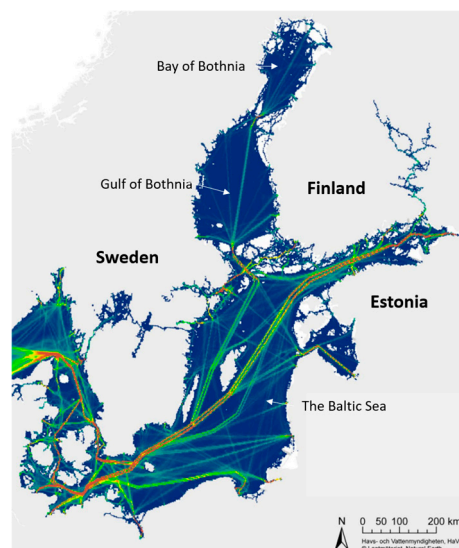 Bay of Bothnia
Gulf of Bothnia
Finland
Sweden
Estonia
The Baltic Sea
N
0 50 100 200 km
Havs- och Vattenmyndigheten, HaV